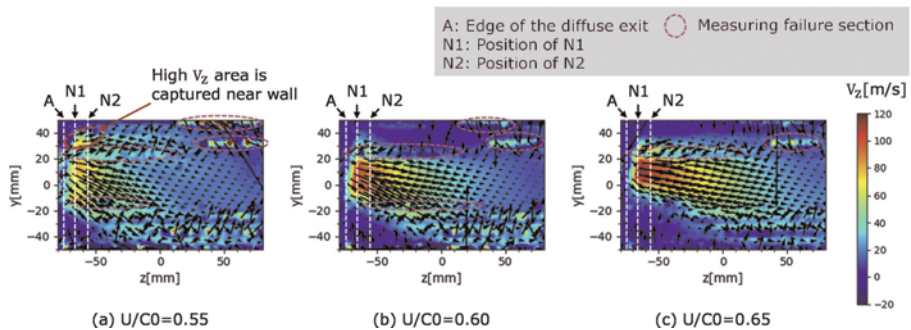 A: Edge of the diffuse exit
Measuring failure section
N1: Position of N1
N2: Position of N2
High Vz area is
captured near wall
Vz[m/s]
A N1 N2
A N1 N2
A N1 N2
y[mm]
40
20
0
−20
−40
−50 0 50
z[mm]
y[mm]
40
20
0
−20
−40
−50 0 50
z[mm]
y[mm]
40
20
0
−20
−40
−50 0 50
z[mm]
120
100
80
60
40
20
0
−20
(a) U/C0=0.55
(b) U/C0=0.60
(c) U/C0=0.65